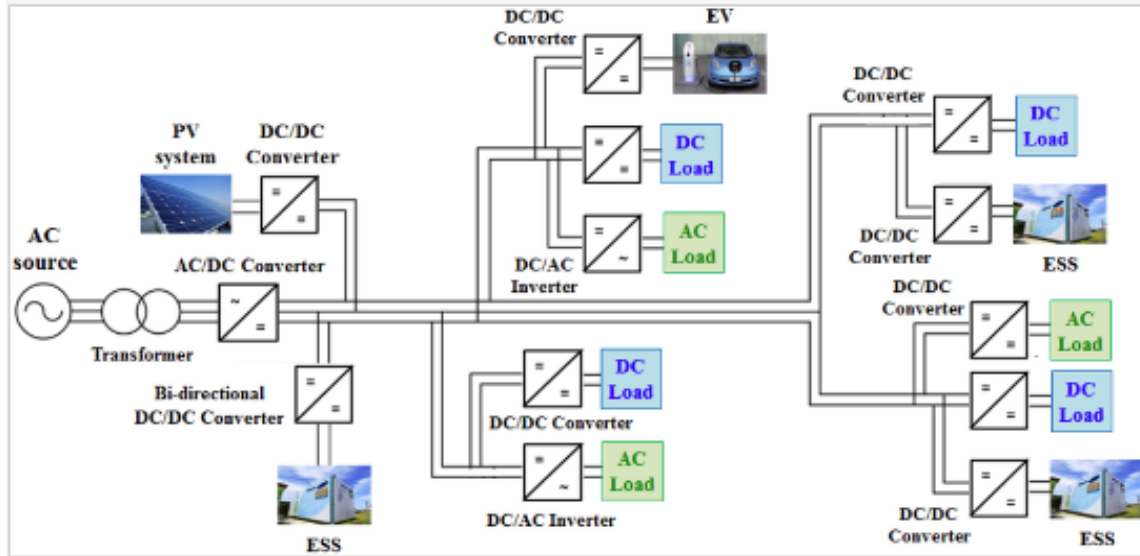 DC/DC
Converter
EV
DC/DC
Converter
DC
Load
PV
system
DC/DC
Converter
DC
Load
AC
source
AC/DC Converter
AC
Load
DC/AC
Inverter
DC/DC
Converter
ESS
Transformer
DC/DC
Converter
AC
Load
Bi-directional
DC/DC Converter
DC
Load
DC/DC Converter
DC
Load
AC
Load
DC/AC Inverter
ESS
DC/DC
Converter
ESS